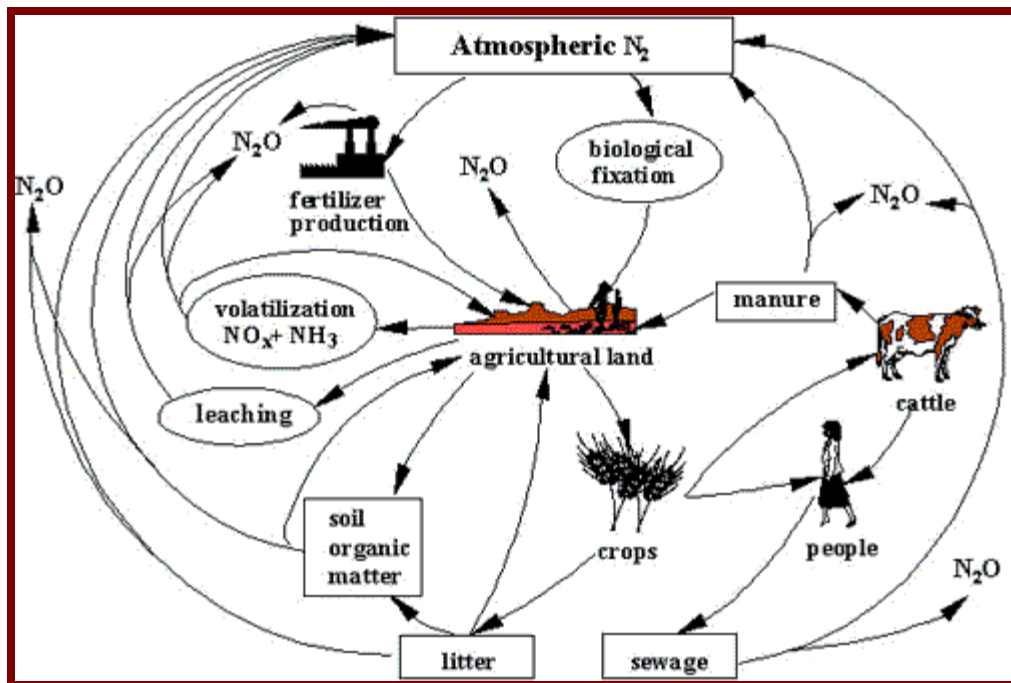 Atmospheric N₂
N₂O
N₂O
fertilizer
production
N₂O
biological
fixation
N₂O
volatilization
NOₓ+ NH₃
manure
agricultural land
leaching
cattle
soil
organic
matter
crops
people
N₂O
litter
sewage